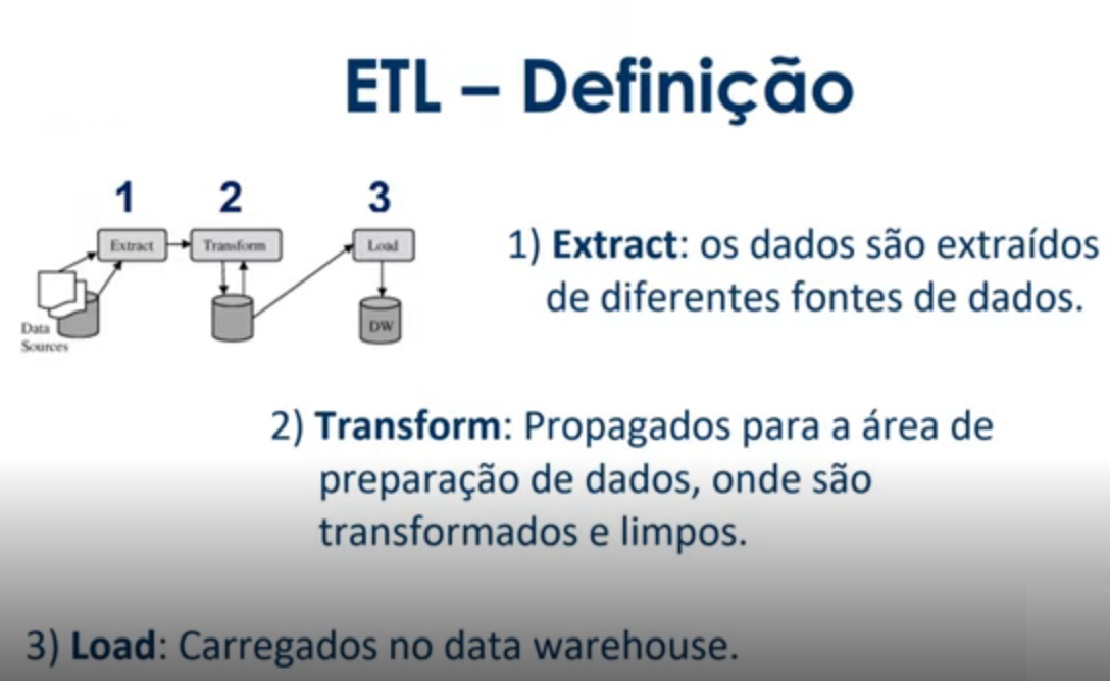 ETL – Definição
1 2 3
Extract Transform Load
Data
Sources
DW
1) Extract: os dados são extraídos
de diferentes fontes de dados.
2) Transform: Propagados para a área de
preparação de dados, onde são
transformados e limpos.
3) Load: Carregados no data warehouse.